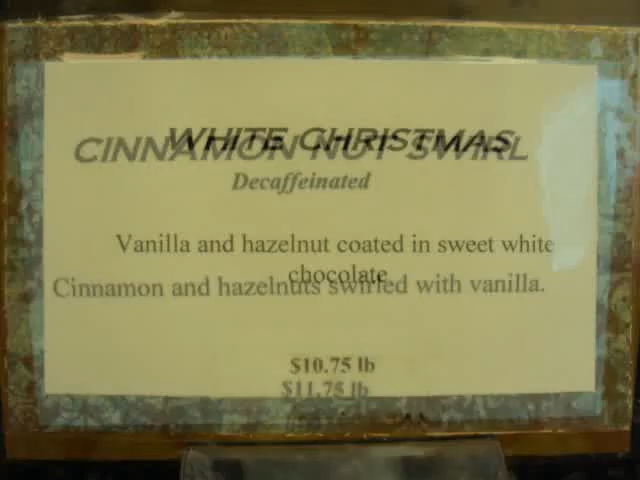 WHITE CHRISTMAS
CINNAMON NUT SWIRL
Decaffeinated
Vanilla and hazelnut coated in sweet white
chocolate
Cinnamon and hazelnuts swirled with vanilla.
$10.75 lb
$11.75 lb